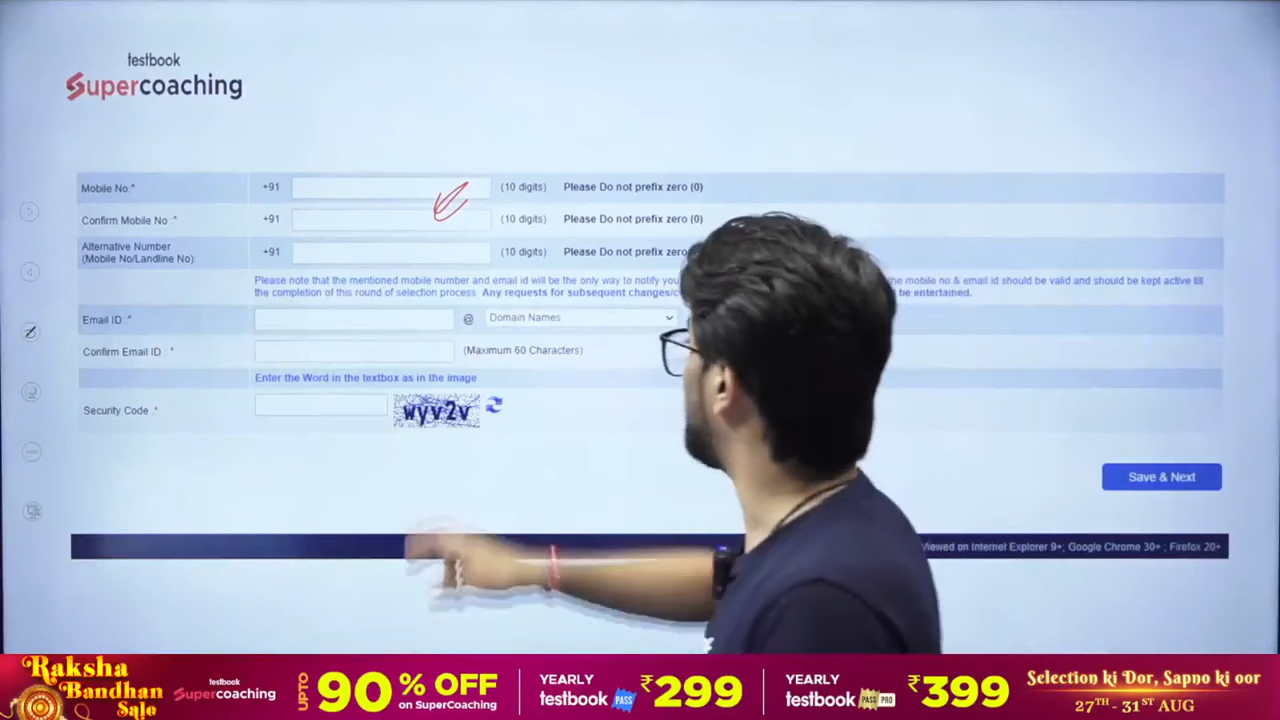 testbook
Supercoaching
Mobile No.* +91 (10 digits) Please Do not prefix zero (0)
Confirm Mobile No :* +91 (10 digits) Please Do not prefix zero (0)
Alternative Number
(Mobile No/Landline No): +91 (10 digits) Please Do not prefix zero
Please note that the mentioned mobile number and email id will be the only way to notify you the mobile no & email id should be valid and should be kept active till
the completion of this round of selection process. Any requests for subsequent changes/ be entertained.
Email ID * @ Domain Names
Confirm Email ID : * (Maximum 60 Characters)
Enter the Word in the textbox as in the image
Security Code .* wyv2v
Save & Next
Viewed on Internet Explorer 9+; Google Chrome 30+ ; Firefox 20+
Raksha
Bandhan
Sale
testbook
Supercoaching
UPTO 90% OFF
on SuperCoaching
YEARLY
testbook PASS ₹299
YEARLY
testbook PASS PRO ₹399
Selection ki Dor, Sapno ki oor
27TH - 31ST AUG